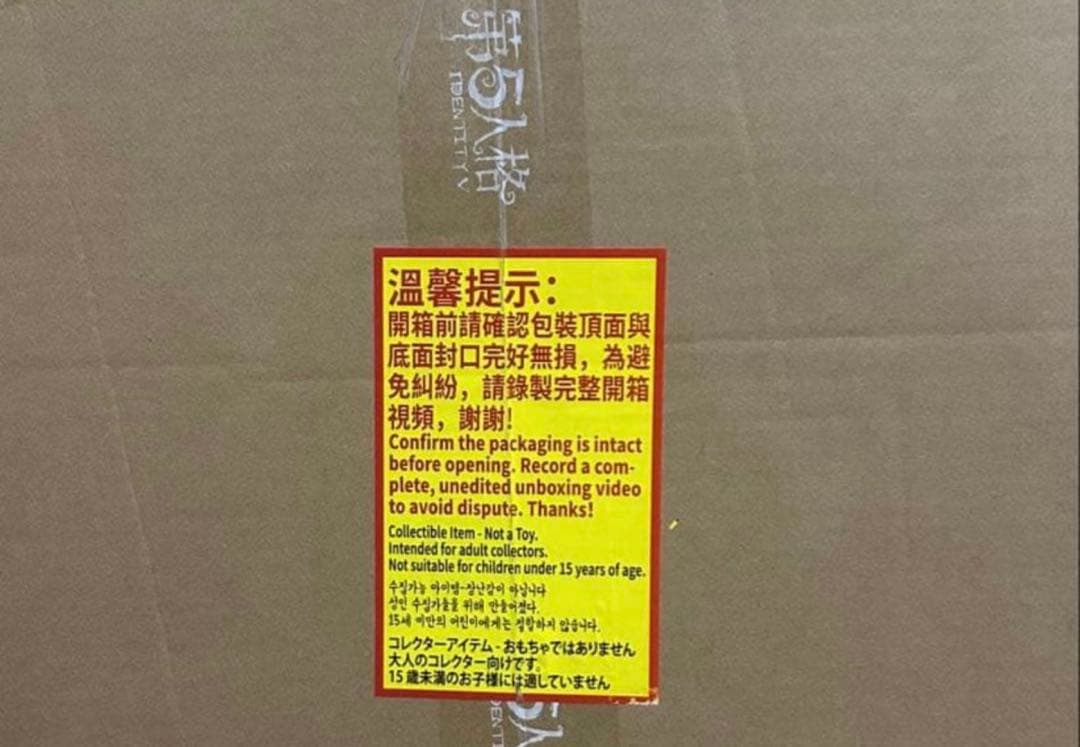 第5人格
IDENTITY V
溫馨提示：
開箱前請確認包裝頂面與
底面封口完好無損，為避
免糾紛，請錄製完整開箱
視頻，謝謝!
Confirm the packaging is intact
before opening. Record a com-
plete, unedited unboxing video
to avoid dispute. Thanks!
Collectible Item - Not a Toy.
Intended for adult collectors.
Not suitable for children under 15 years of age.
수집가능 아이템-장난감이 아닙니다
성인 수집가들을 위해 만들어졌다.
15세 미만의 어린이에게는 적합하지 않습니다.
コレクターアイテム - おもちゃではありません
大人のコレクター向けです。
15 歳未満のお子様には適していません
5人
DENTI